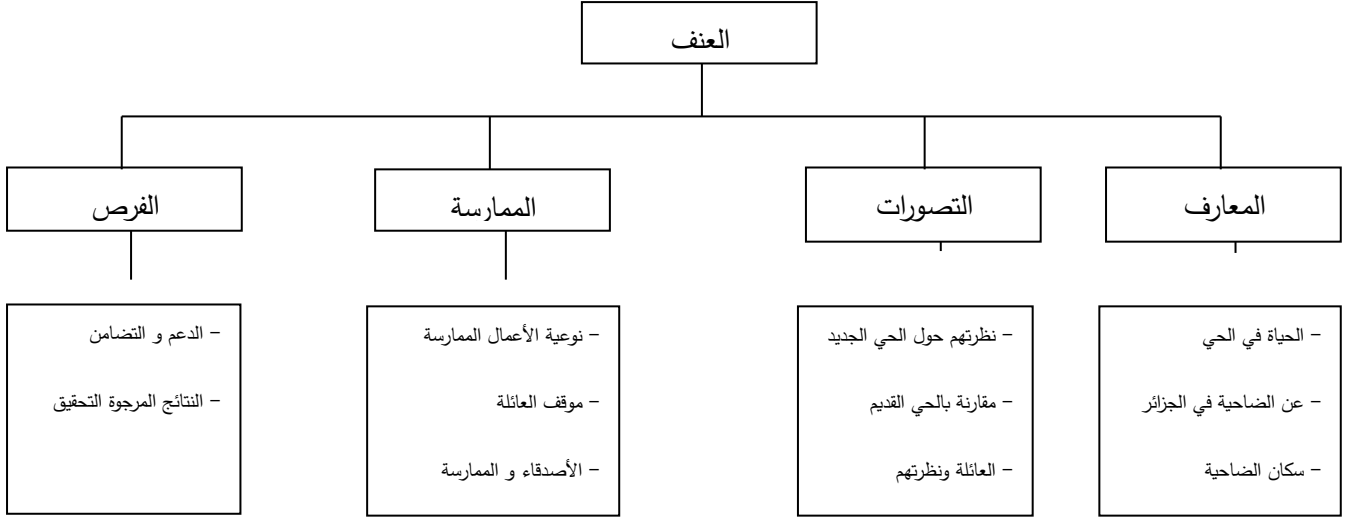 العنف
المعارف
التصورات
الممارسة
الفرص
– الحياة في الحي
– عن الضاحية في الجزائر
– سكان الضاحية
– نظرتهم حول الحي الجديد
– مقارنة بالحي القديم
– العائلة ونظرتهم
– نوعية الأعمال الممارسة
– موقف العائلة
– الأصدقاء و الممارسة
– الدعم و التضامن
– النتائج المرجوة التحقيق